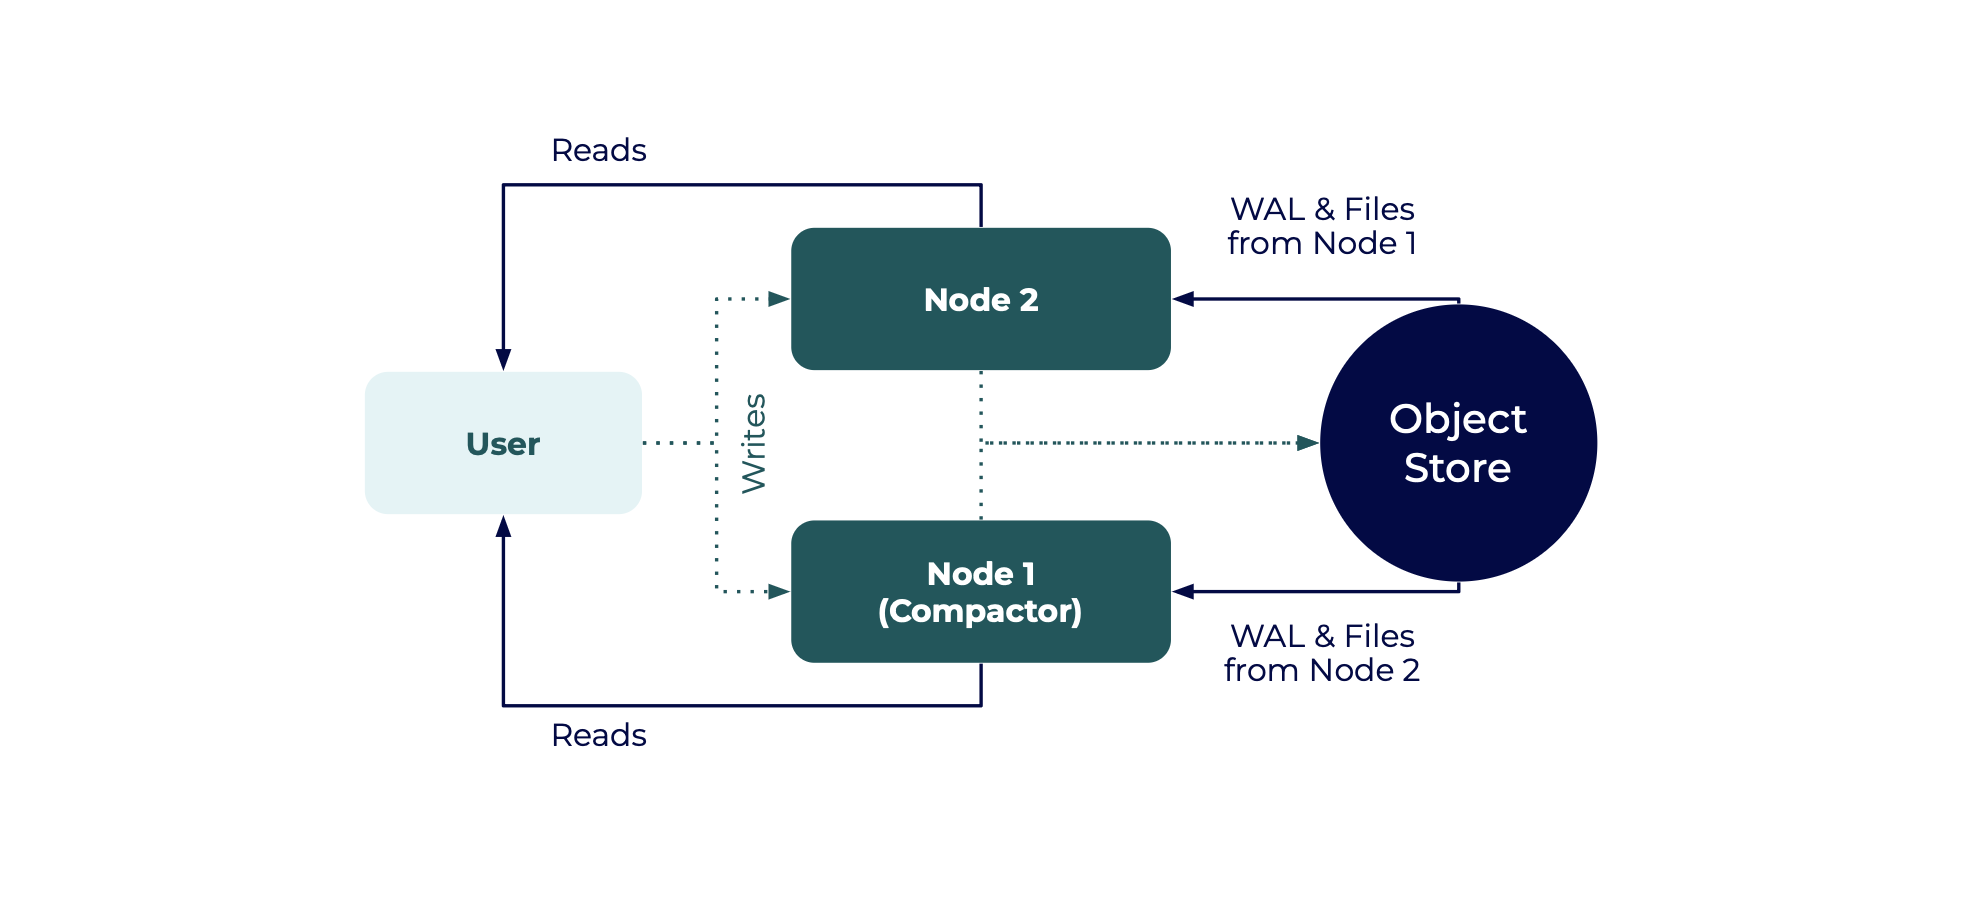 Reads
WAL & Files
from Node 1
Node 2
User
Writes
Object
Store
Node 1
(Compactor)
WAL & Files
from Node 2
Reads